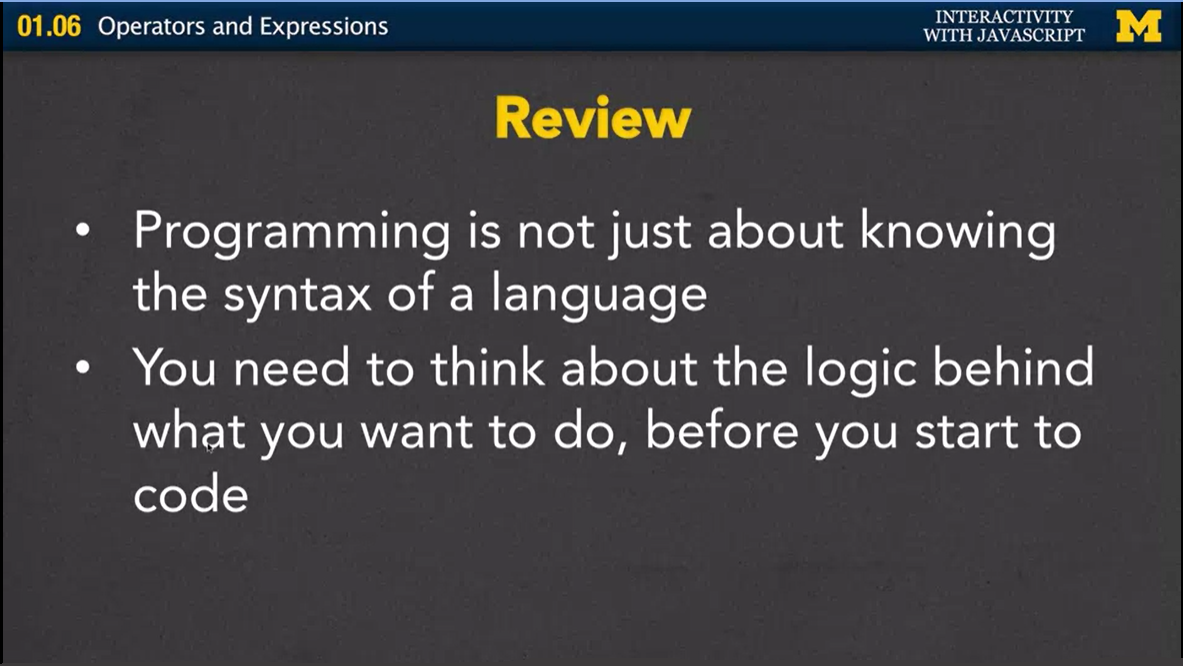 01.06 Operators and Expressions
INTERACTIVITY
WITH JAVASCRIPT
M
Review
• Programming is not just about knowing
the syntax of a language
• You need to think about the logic behind
what you want to do, before you start to
code